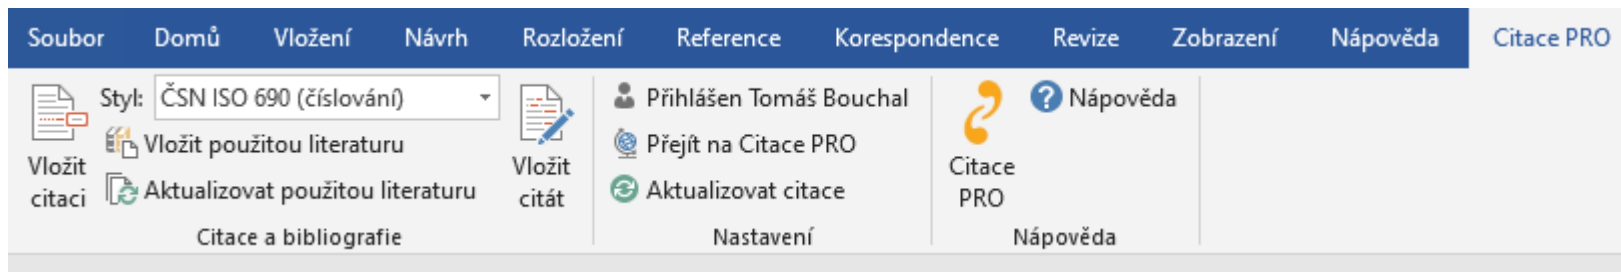 Soubor Domů Vložení Návrh Rozložení Reference Korespondence Revize Zobrazení Nápověda Citace PRO
Vložit
citaci
Styl: ČSN ISO 690 (číslování)
Vložit použitou literaturu
Aktualizovat použitou literaturu
Vložit
citát
Citace a bibliografie
Přihlášen Tomáš Bouchal
Přejít na Citace PRO
Aktualizovat citace
Nastavení
Citace
PRO
Nápověda
Nápověda